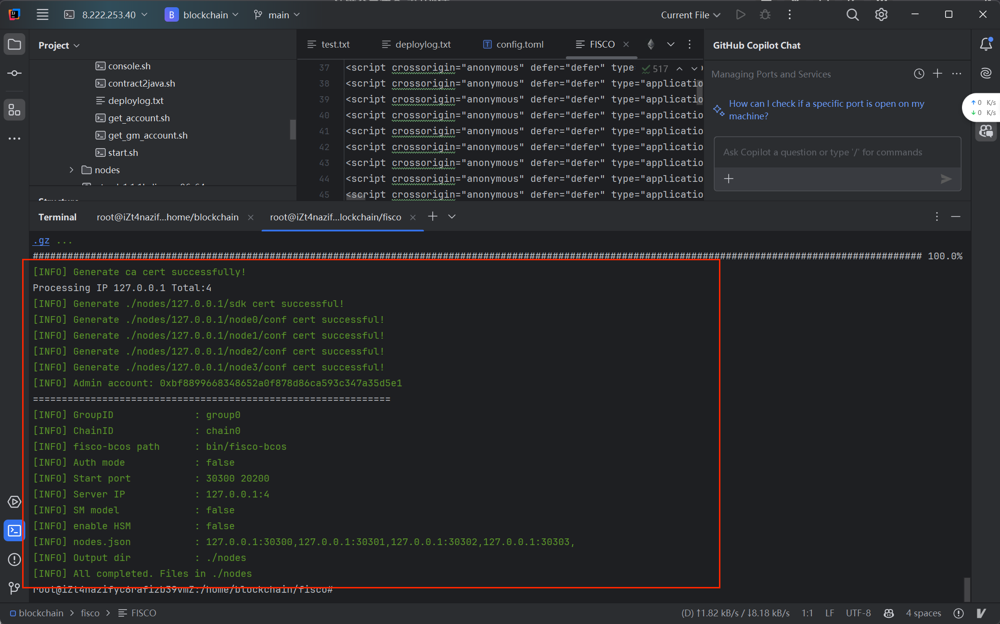 8.222.253.40
B blockchain
main
Current File
Project
console.sh
contract2java.sh
deploylog.txt
get_account.sh
get_gm_account.sh
start.sh
nodes
test.txt
deploylog.txt
config.toml
FISCO
517
37 <script crossorigin="anonymous" defer="defer" type
38 <script crossorigin="anonymous" defer="defer" type="applicatio
39 <script crossorigin="anonymous" defer="defer" type="applicatio
40 <script crossorigin="anonymous" defer="defer" type="applicatio
41 <script crossorigin="anonymous" defer="defer" type="applicatio
42 <script crossorigin="anonymous" defer="defer" type="applicatio
43 <script crossorigin="anonymous" defer="defer" type="applicatio
44 <script crossorigin="anonymous" defer="defer" type="applicatio
45 <script crossorigin="anonymous" defer="defer" type="applicatio
GitHub Copilot Chat
Managing Ports and Services
How can I check if a specific port is open on my
machine?
Ask Copilot a question or type '/' for commands
↑ 0 K/s
↓ 0 K/s
Terminal
root@iZt4nazif...home/blockchain
root@iZt4nazif...lockchain/fisco
.gz ...
100.0%
[INFO] Generate ca cert successfully!
Processing IP 127.0.0.1 Total:4
[INFO] Generate ./nodes/127.0.0.1/sdk cert successful!
[INFO] Generate ./nodes/127.0.0.1/node0/conf cert successful!
[INFO] Generate ./nodes/127.0.0.1/node1/conf cert successful!
[INFO] Generate ./nodes/127.0.0.1/node2/conf cert successful!
[INFO] Generate ./nodes/127.0.0.1/node3/conf cert successful!
[INFO] Admin account: 0xbf8899668348652a0f878d86ca593c347a35d5e1
==============================================================
[INFO] GroupID : group0
[INFO] ChainID : chain0
[INFO] fisco-bcos path : bin/fisco-bcos
[INFO] Auth mode : false
[INFO] Start port : 30300 20200
[INFO] Server IP : 127.0.0.1:4
[INFO] SM model : false
[INFO] enable HSM : false
[INFO] nodes.json : 127.0.0.1:30300,127.0.0.1:30301,127.0.0.1:30302,127.0.0.1:30303,
[INFO] Output dir : ./nodes
[INFO] All completed. Files in ./nodes
root@iZt4nazifyc6rafizb39vmZ:/home/blockchain/fisco#
blockchain > fisco > FISCO
(D) ↑1.82 kB/s / ↓8.18 kB/s
1:1
LF
UTF-8
4 spaces